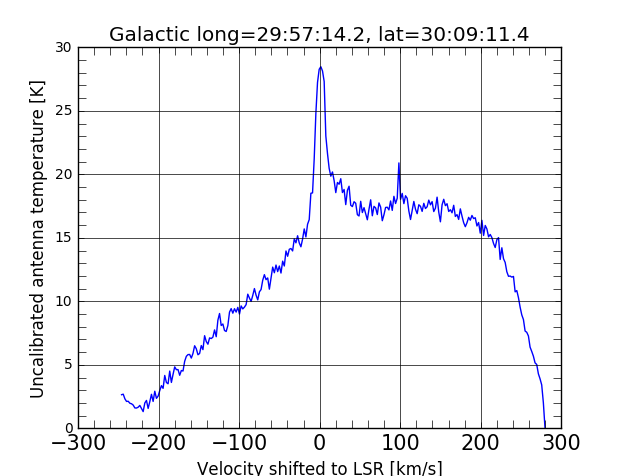 Galactic long=29:57:14.2, lat=30:09:11.4
Uncalibrated antenna temperature [K]
30
25
20
15
10
5
0
−300 −200 −100 0 100 200 300
Velocity shifted to LSR [km/s]